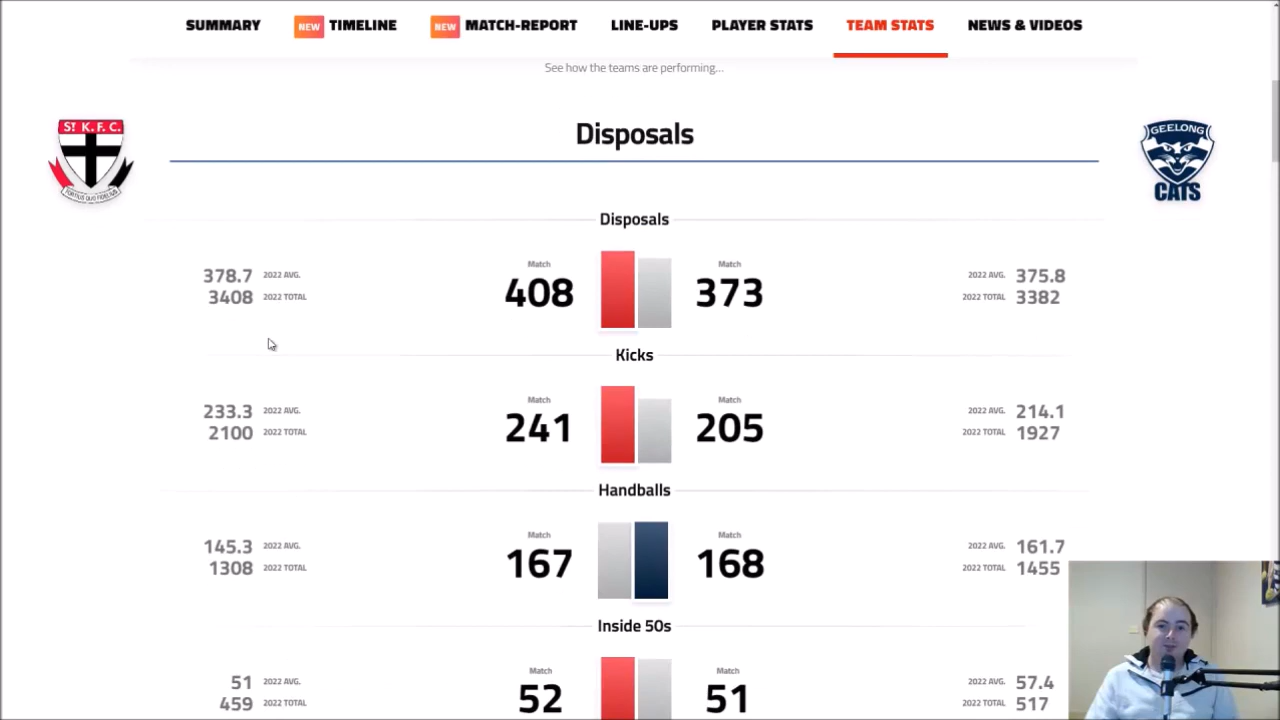 SUMMARY NEW TIMELINE NEW MATCH-REPORT LINE-UPS PLAYER STATS TEAM STATS NEWS & VIDEOS
See how the teams are performing...
ST K.F.C.
FORTIUS QUO FIDELIUS
Disposals
GEELONG
CATS
Disposals
378.7 2022 AVG.
3408 2022 TOTAL
Match
408
Match
373
2022 AVG. 375.8
2022 TOTAL 3382
Kicks
233.3 2022 AVG.
2100 2022 TOTAL
Match
241
Match
205
2022 AVG. 214.1
2022 TOTAL 1927
Handballs
145.3 2022 AVG.
1308 2022 TOTAL
Match
167
Match
168
2022 AVG. 161.7
2022 TOTAL 1455
Inside 50s
51 2022 AVG.
459 2022 TOTAL
Match
52
Match
51
2022 AVG. 57.4
2022 TOTAL 517